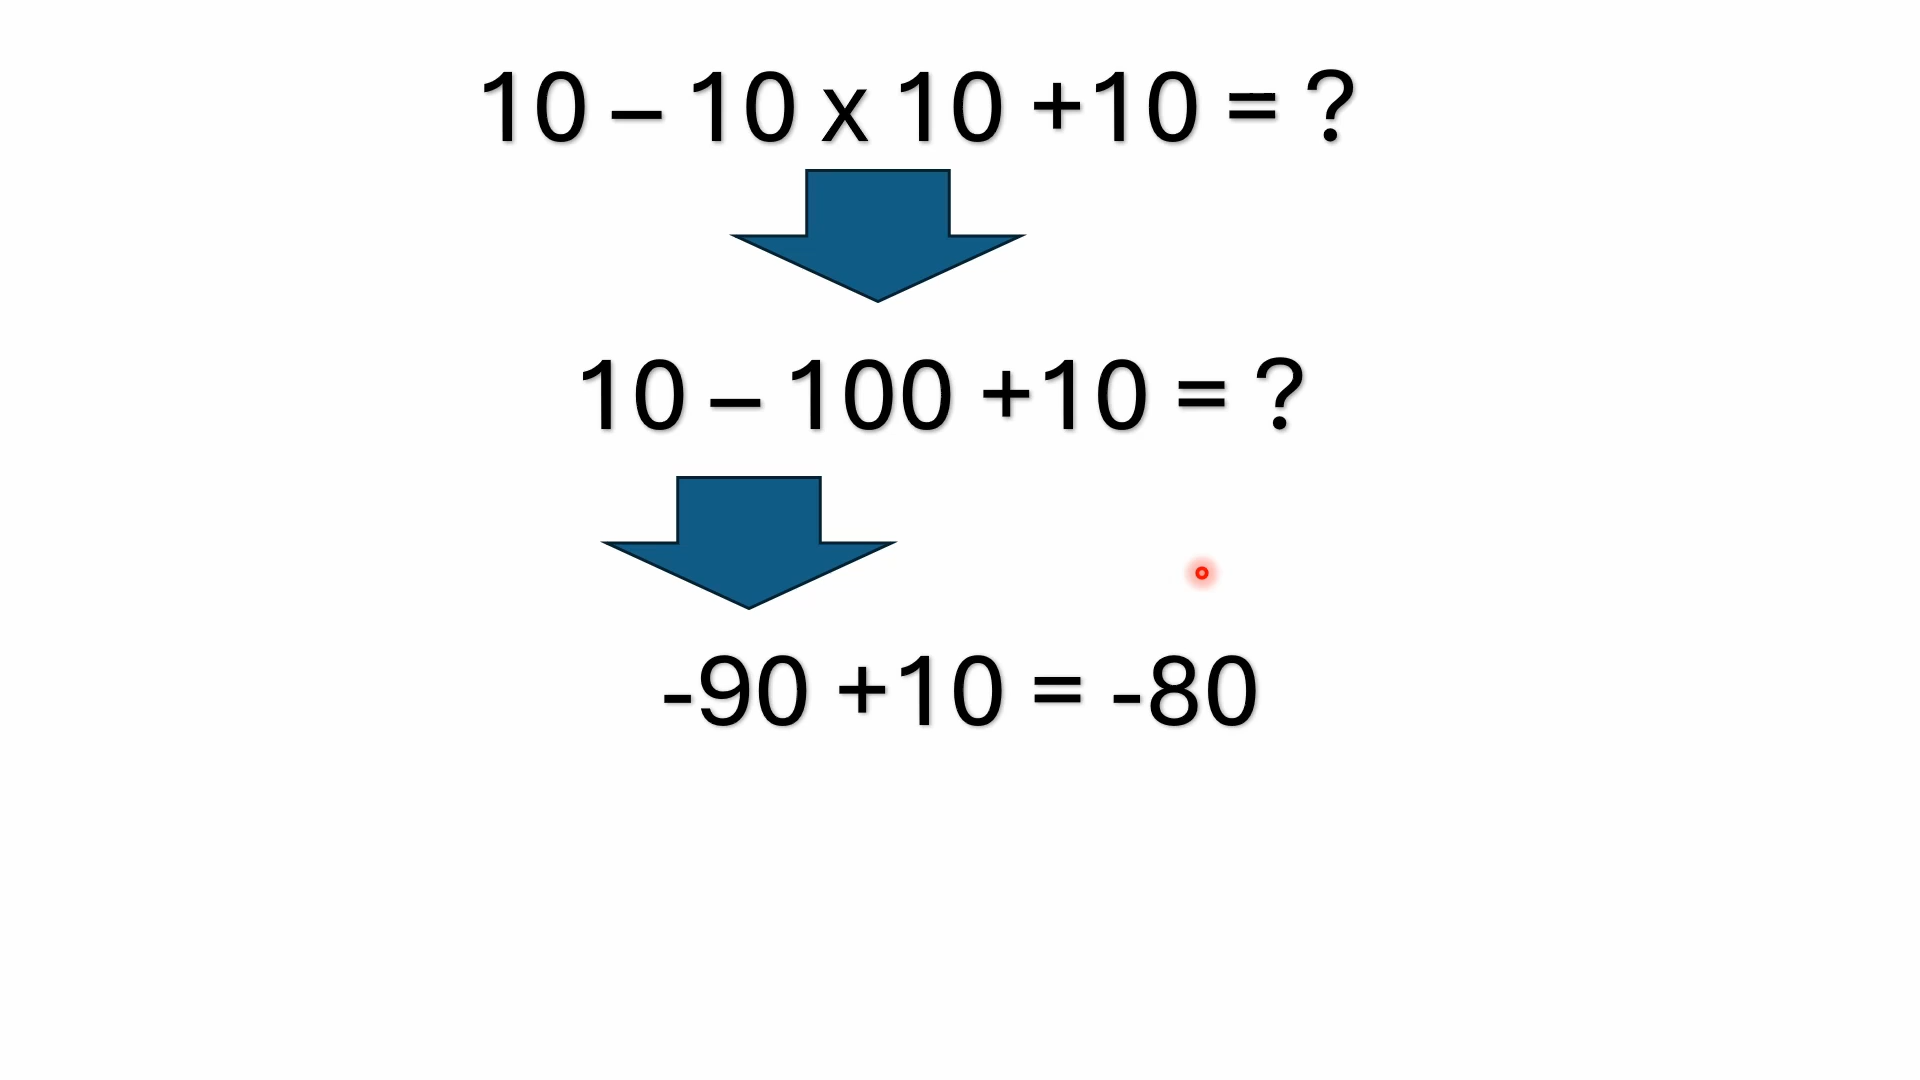 10 – 10 x 10 +10 = ?
10 – 100 +10 = ?
-90 +10 = -80